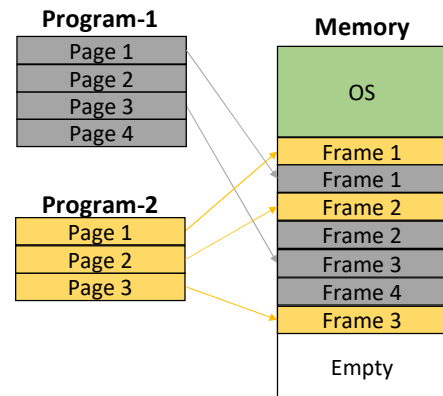 Program-1
Page 1
Page 2
Page 3
Page 4
Program-2
Page 1
Page 2
Page 3
Memory
OS
Frame 1
Frame 1
Frame 2
Frame 2
Frame 3
Frame 4
Frame 3
Empty